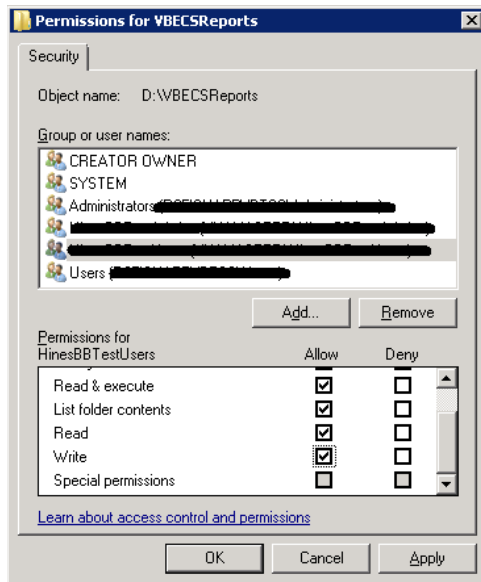 Permissions for VBECSReports
Security
Object name: D:\VBECSReports
Group or user names:
CREATOR OWNER
SYSTEM
Administrators
Users
Add... Remove
Permissions for
HinesBBTestUsers Allow Deny
Read & execute
List folder contents
Read
Write
Special permissions
Learn about access control and permissions
OK Cancel Apply